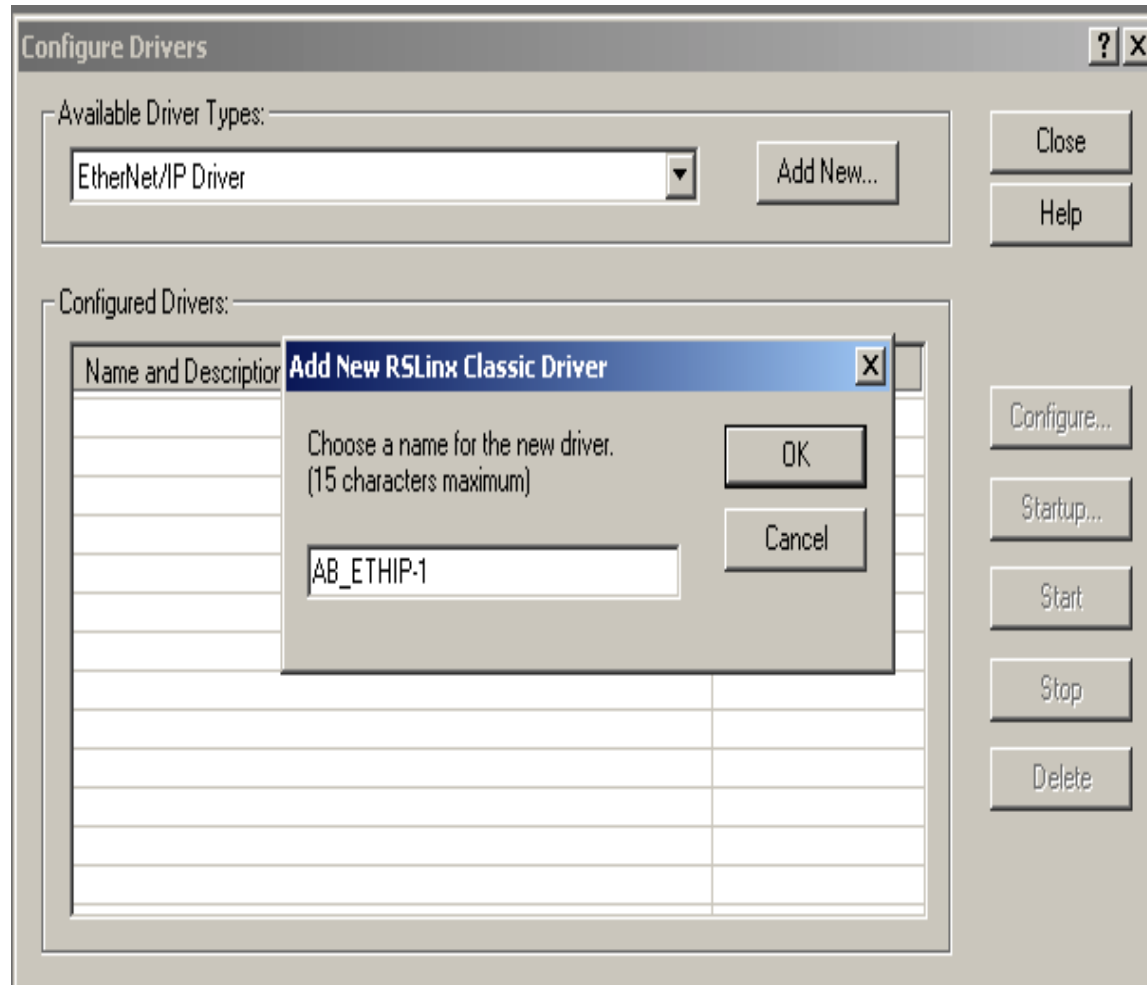 Configure Drivers
Available Driver Types:
EtherNet/IP Driver
Add New...
Close
Help
Configured Drivers:
Name and Description
Add New RSLinx Classic Driver
Choose a name for the new driver.
(15 characters maximum)
AB_ETHIP-1
OK
Cancel
Configure...
Startup...
Start
Stop
Delete